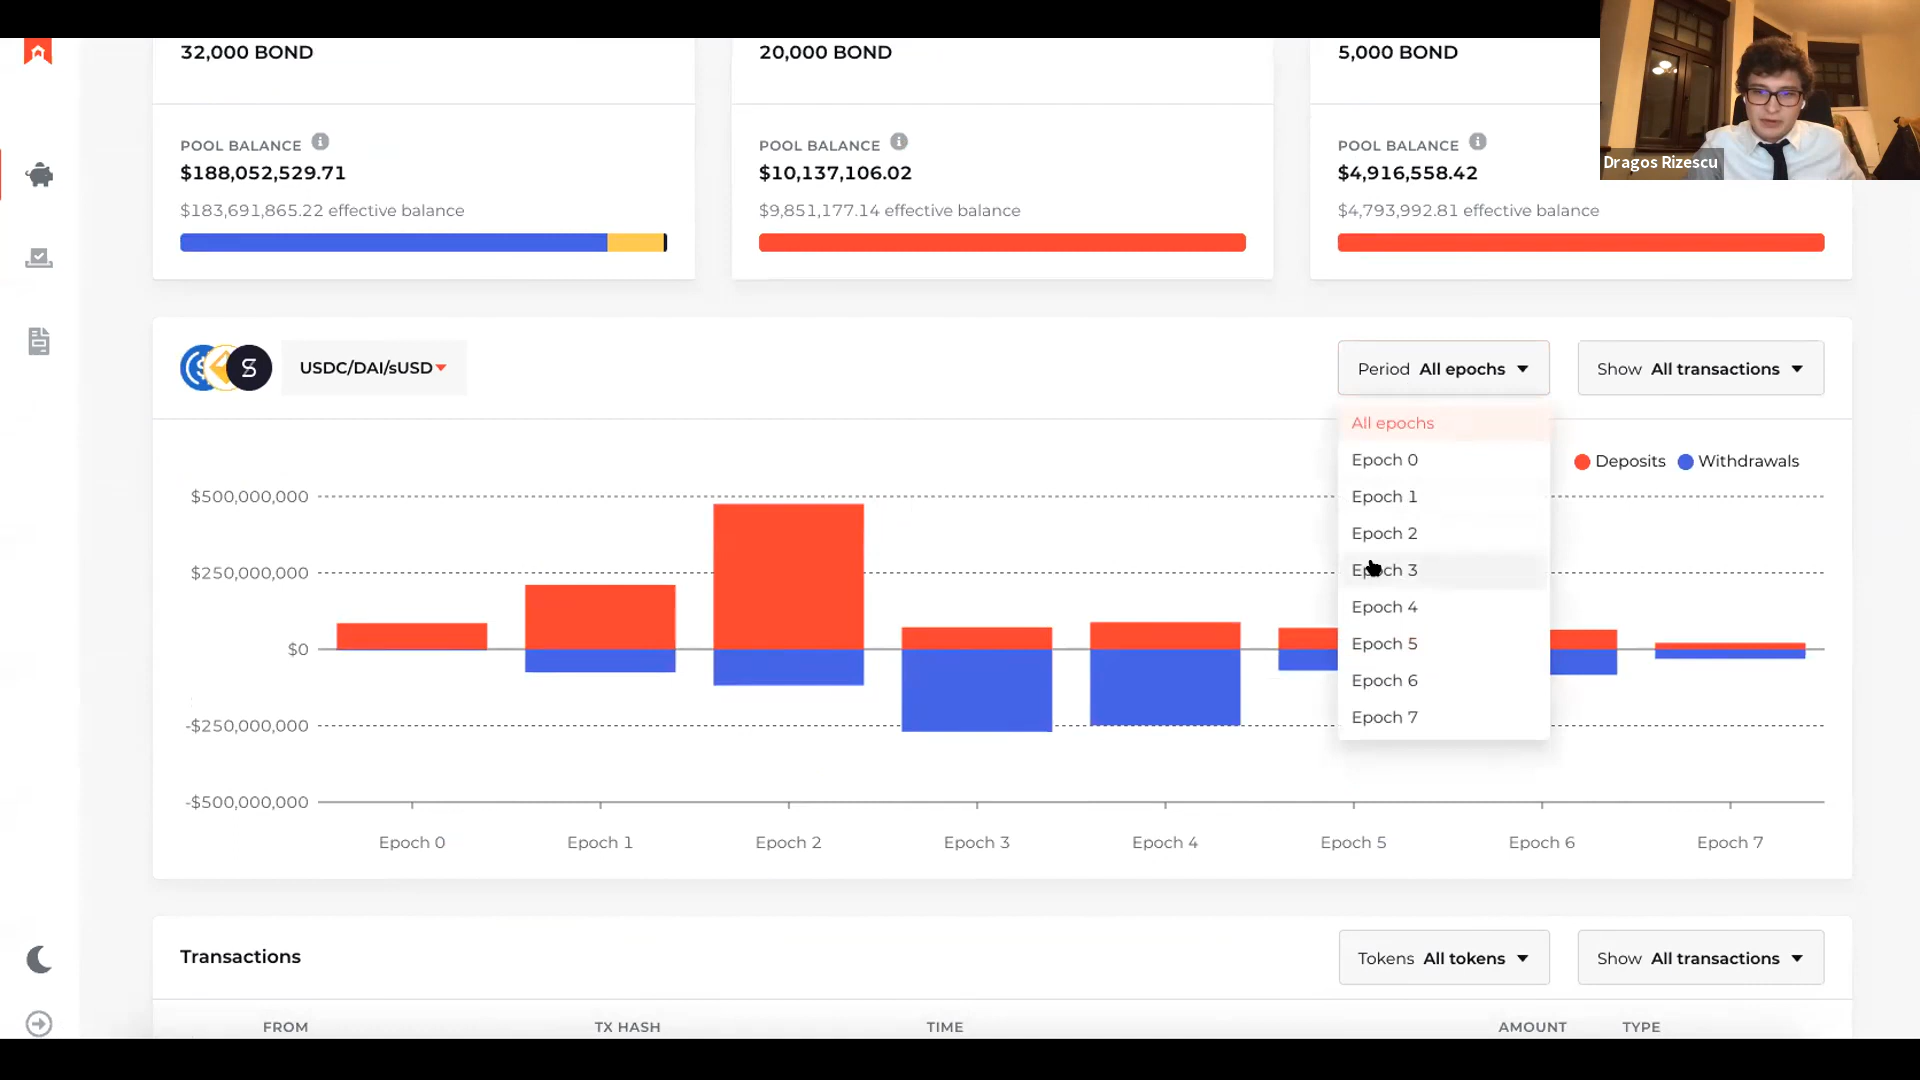 32,000 BOND
20,000 BOND
5,000 BOND
POOL BALANCE
$188,052,529.71
$183,691,865.22 effective balance
POOL BALANCE
$10,137,106.02
$9,851,177.14 effective balance
POOL BALANCE
$4,916,558.42
$4,793,992.81 effective balance
Dragos Rizescu
USDC/DAI/sUSD
Period All epochs
Show All transactions
All epochs
Epoch 0
Epoch 1
Epoch 2
Epoch 3
Epoch 4
Epoch 5
Epoch 6
Epoch 7
Deposits
Withdrawals
$500,000,000
$250,000,000
$0
-$250,000,000
-$500,000,000
Epoch 0
Epoch 1
Epoch 2
Epoch 3
Epoch 4
Epoch 5
Epoch 6
Epoch 7
Transactions
Tokens All tokens
Show All transactions
FROM
TX HASH
TIME
AMOUNT
TYPE